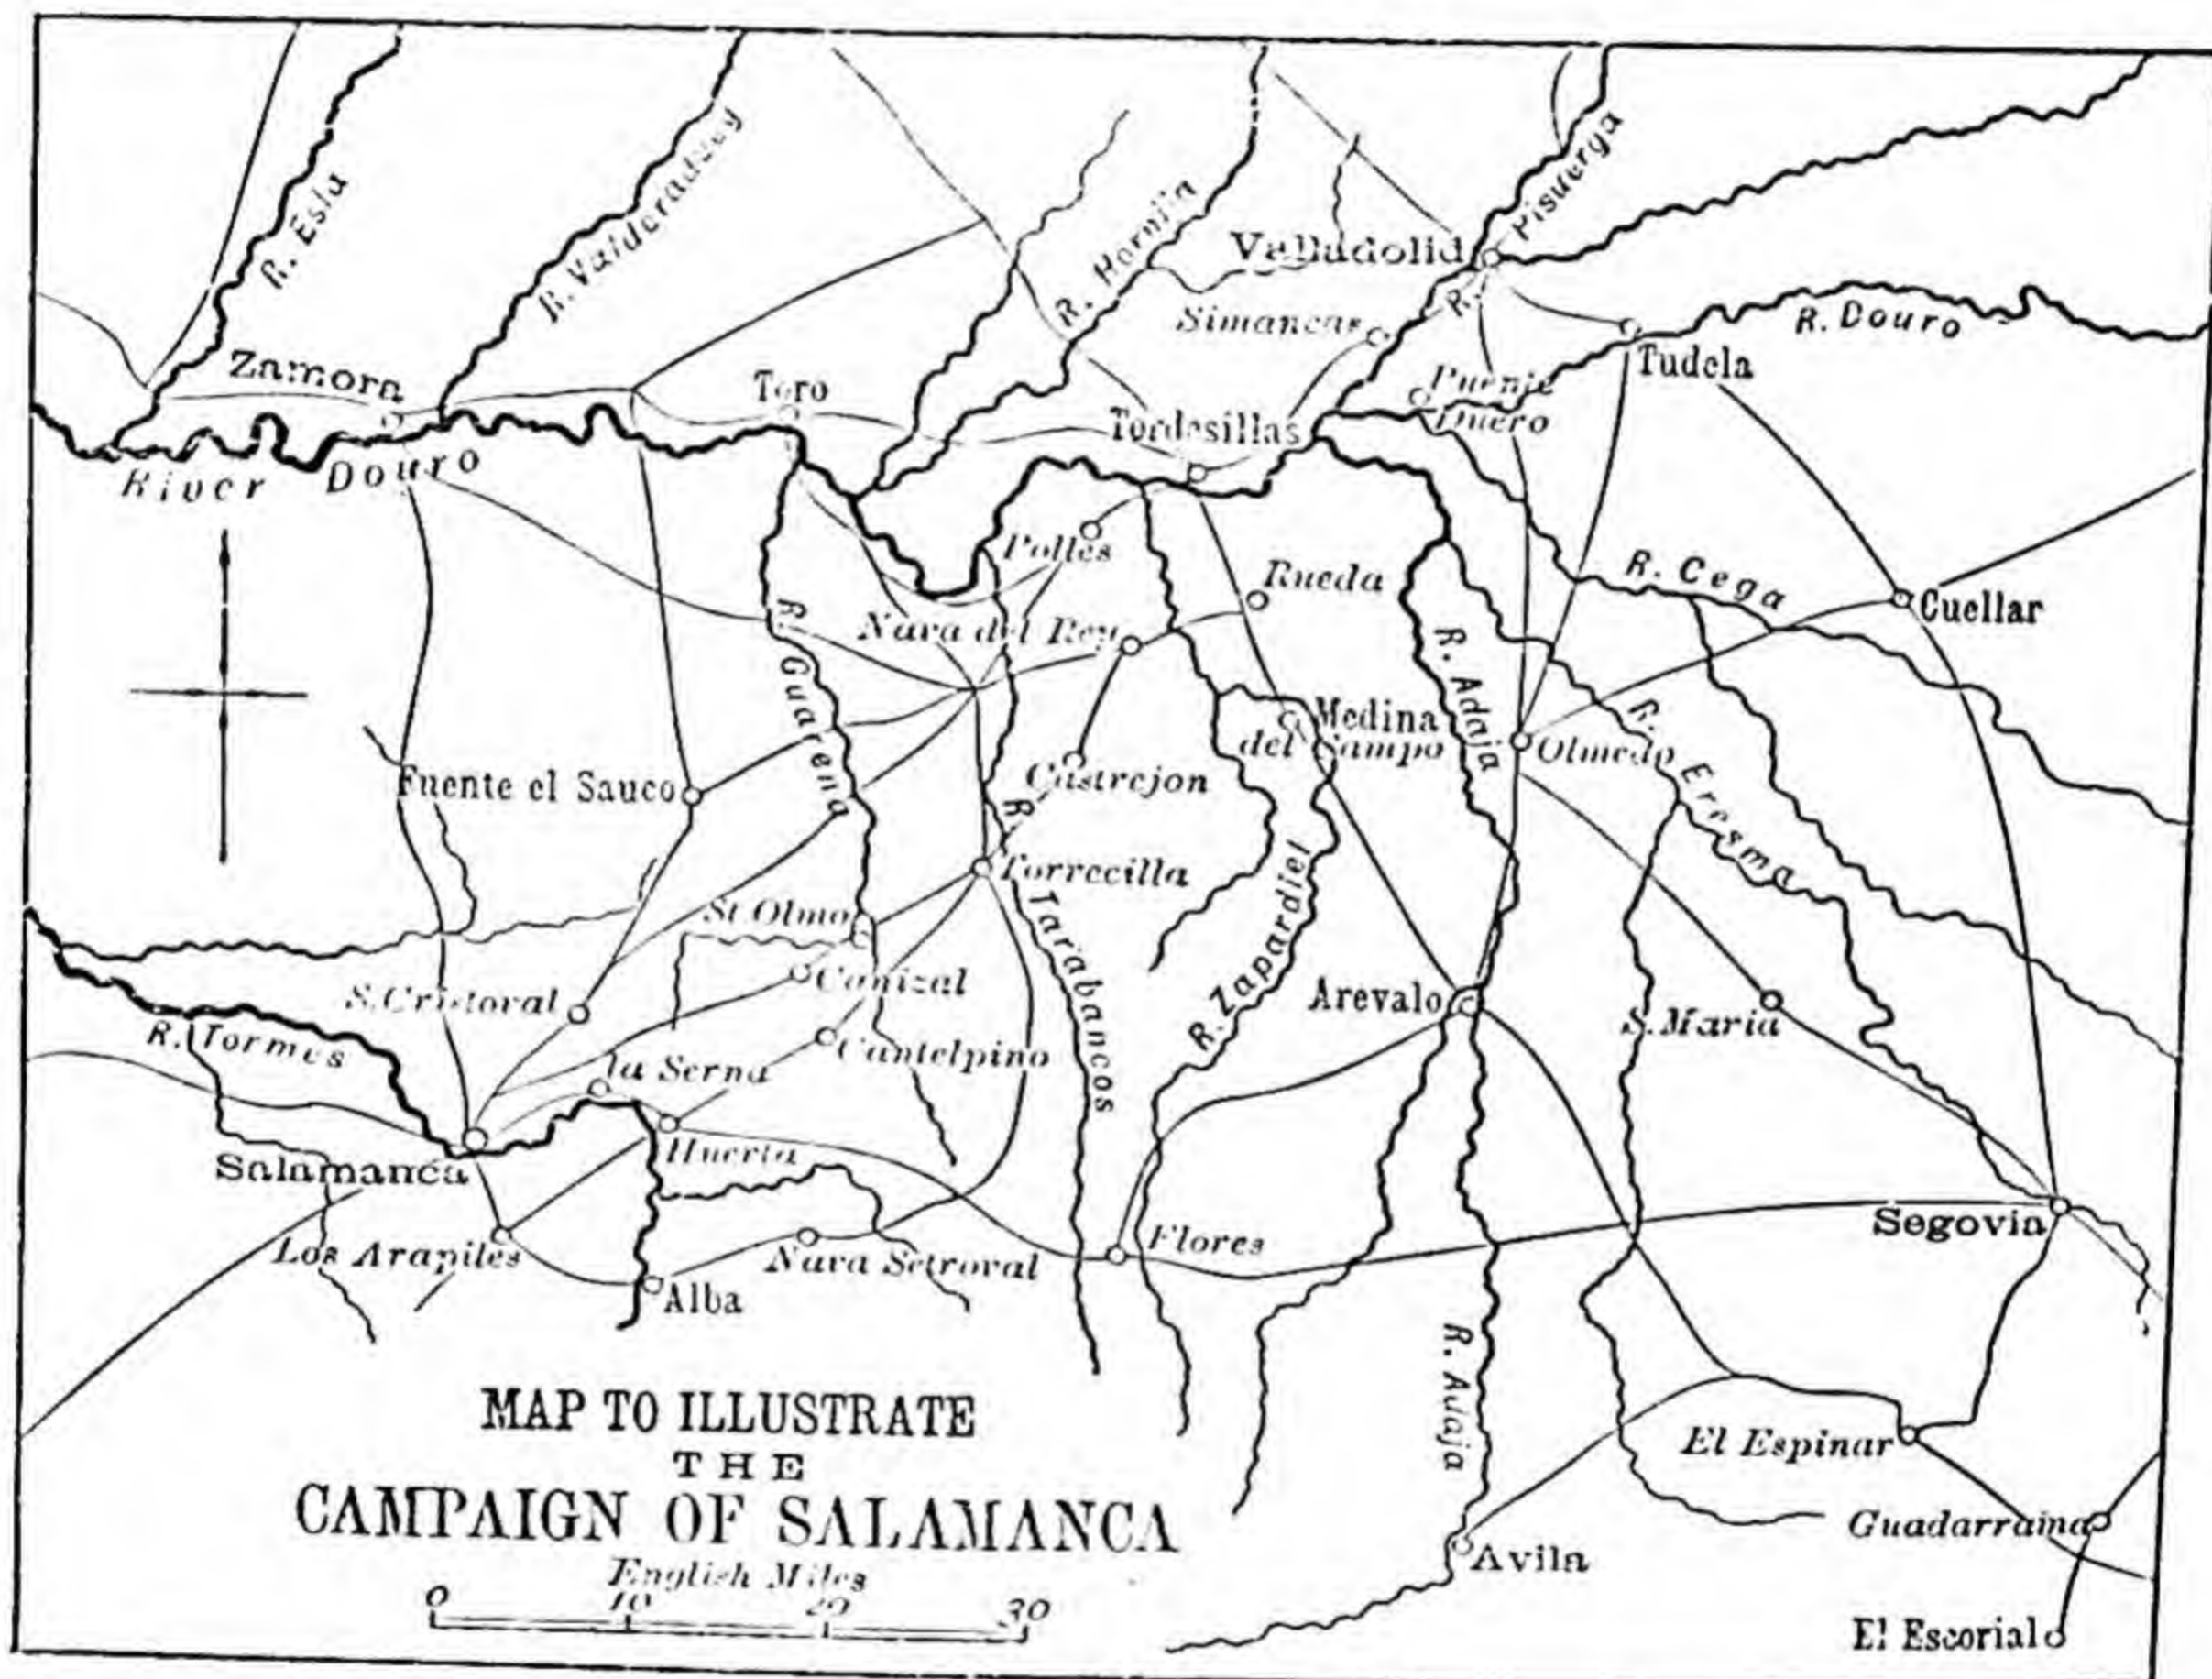 R. Esla
R. Valderaduey
R. Hornija
Valladolid
R. Pisuerga
Simancas
R. Douro
Zamora
Toro
Tordesillas
Puente
Duero
Tudela
River Douro
Polles
Rueda
R. Cega
Cuellar
Nava del Rey
R. Guarena
R. Adaja
Medina
del Campo
Olmedo
R. Eresma
Fuente el Sauco
Castrejon
Torrecilla
R. Tarabancos
St Olmo
R. Zapardiel
S. Cristoval
Canizal
Arevalo
S. Maria
R. Tormes
la Serna
Cantelpino
Huerta
Salamanca
Segovia
Los Arapiles
Nava Setroval
Flores
Alba
R. Adaja
MAP TO ILLUSTRATE
THE
CAMPAIGN OF SALAMANCA
English Miles
0 10 20 30
El Espinar
Guadarrama
Avila
El Escorial